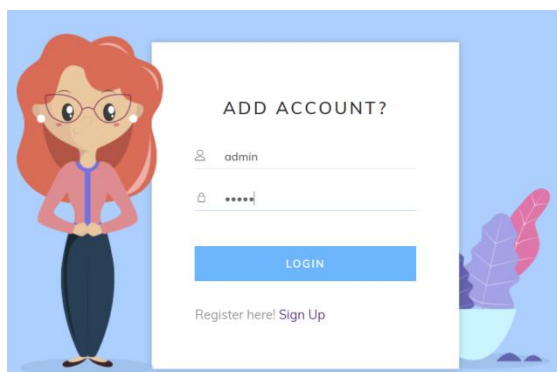 ADD ACCOUNT?
admin
•••••
LOGIN
Register here! Sign Up